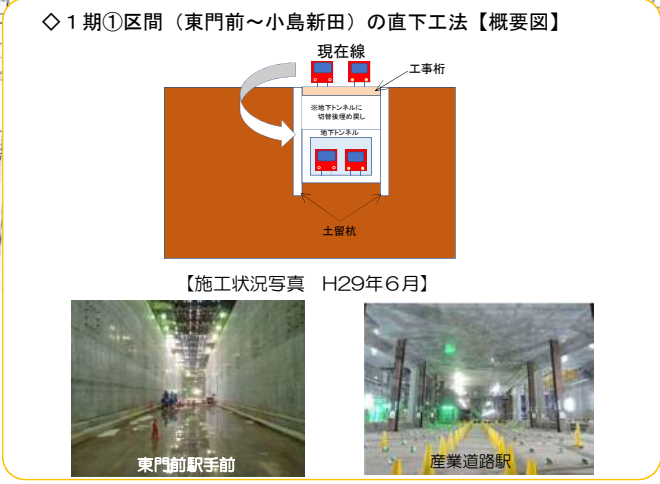 ◇１期①区間（東門前～小島新田）の直下工法【概要図】
現在線
工事桁
※地下トンネルに
切替後埋め戻し
地下トンネル
土留杭
【施工状況写真　H29年６月】
東門前駅手前
産業道路駅